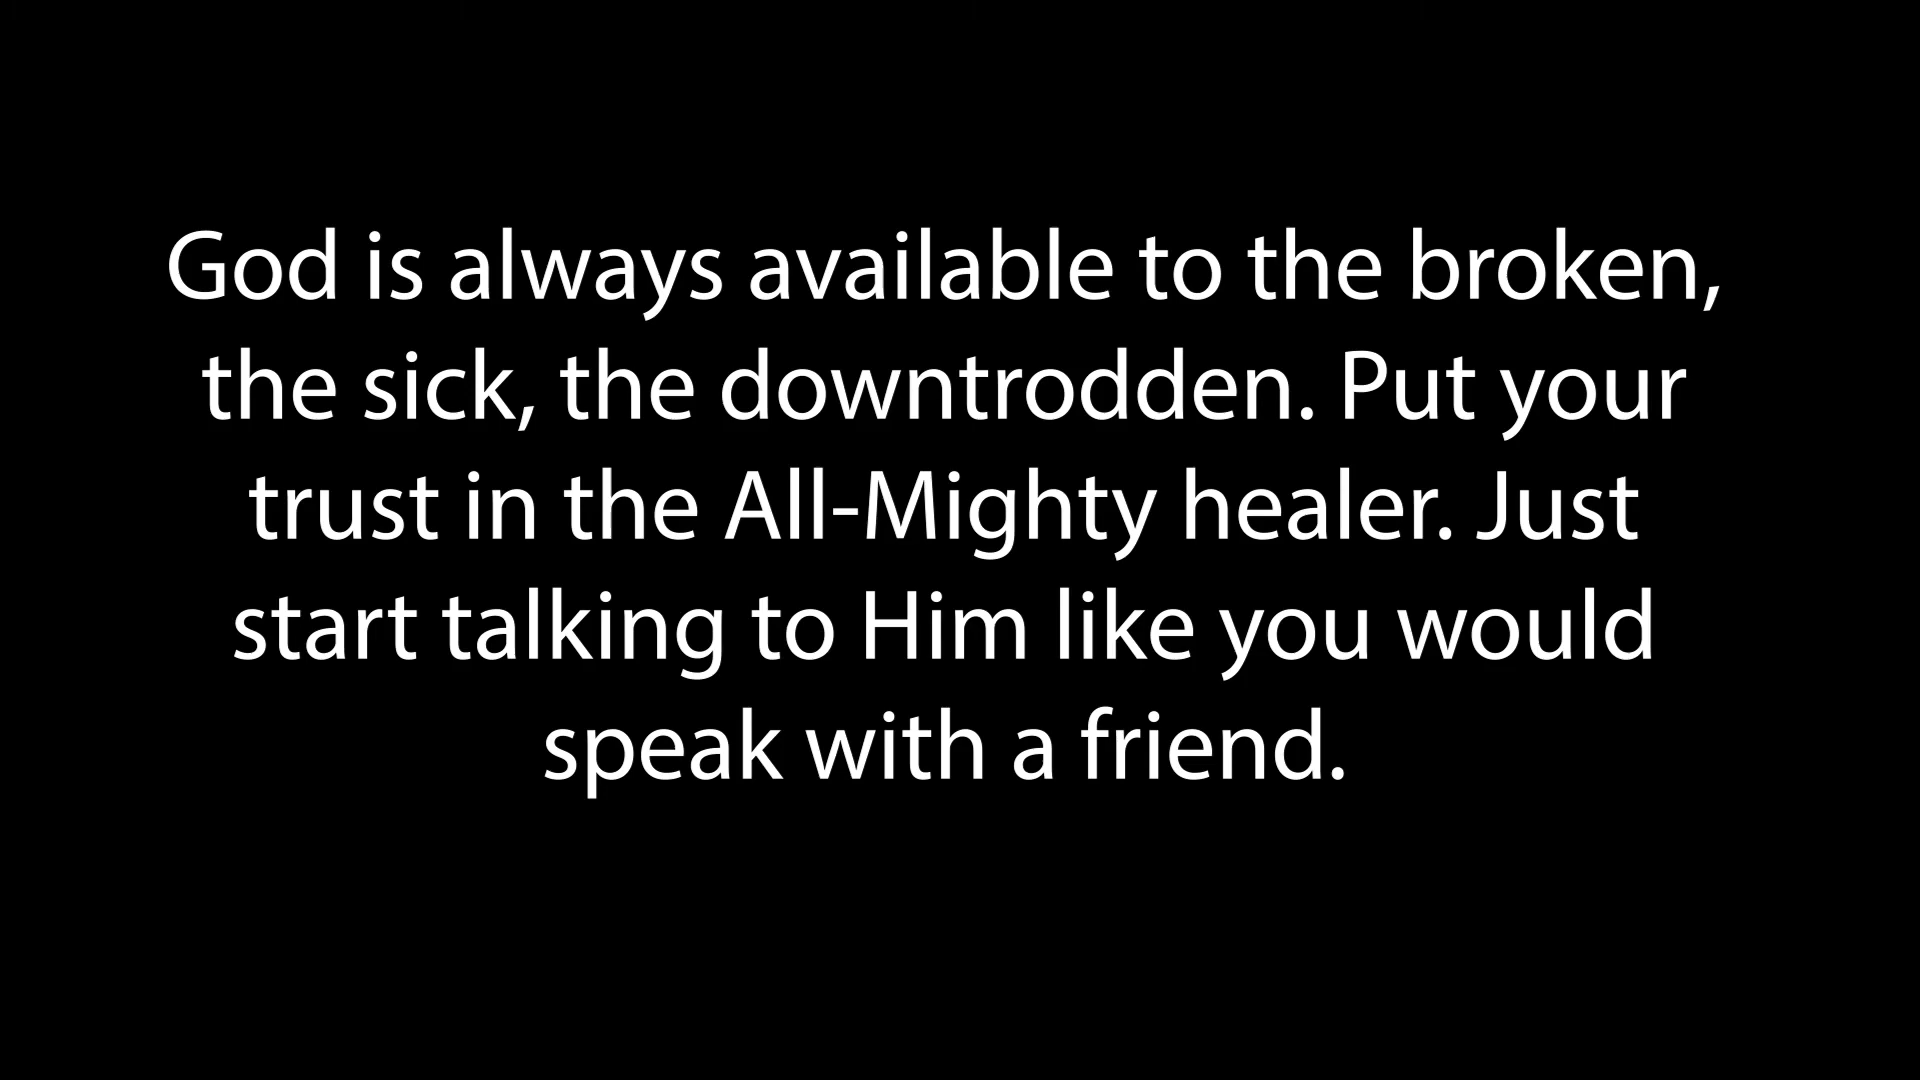 God is always available to the broken,
the sick, the downtrodden. Put your
trust in the All-Mighty healer. Just
start talking to Him like you would
speak with a friend.